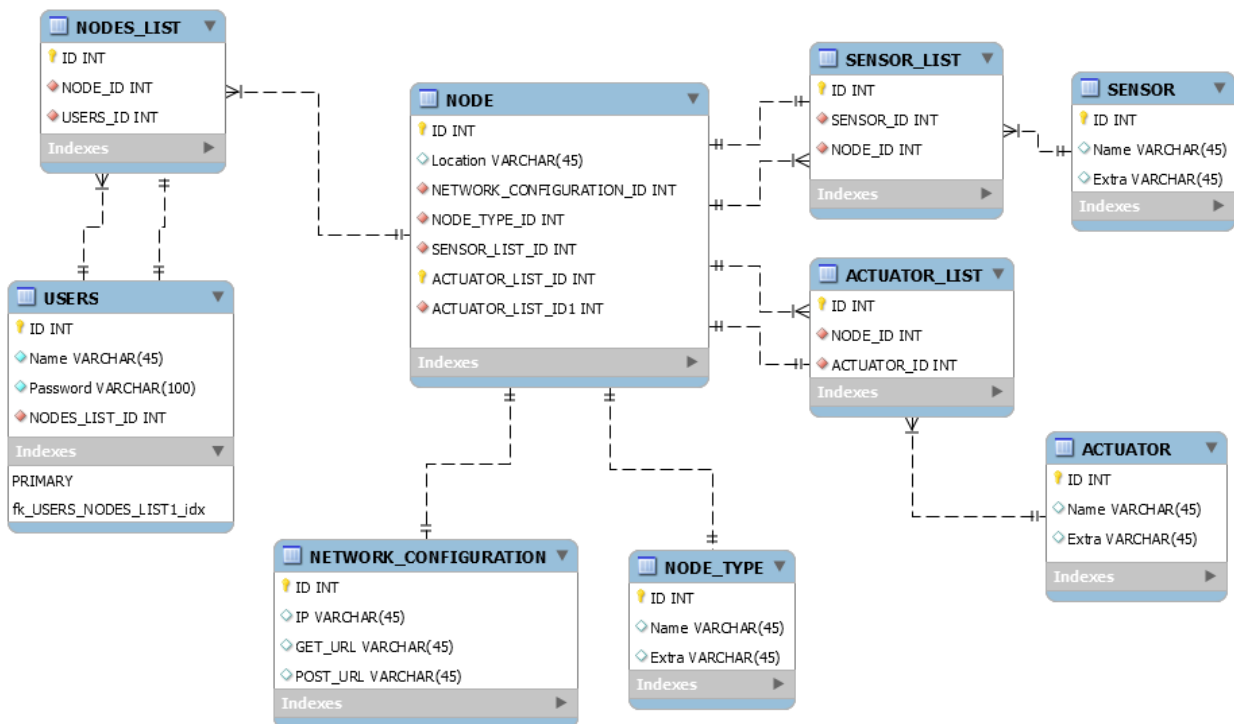 NODES_LIST
ID INT
NODE_ID INT
USERS_ID INT
Indexes
USERS
ID INT
Name VARCHAR(45)
Password VARCHAR(100)
NODES_LIST_ID INT
Indexes
PRIMARY
fk_USERS_NODES_LIST1_idx
NODE
ID INT
Location VARCHAR(45)
NETWORK_CONFIGURATION_ID INT
NODE_TYPE_ID INT
SENSOR_LIST_ID INT
ACTUATOR_LIST_ID INT
ACTUATOR_LIST_ID1 INT
Indexes
SENSOR_LIST
ID INT
SENSOR_ID INT
NODE_ID INT
Indexes
SENSOR
ID INT
Name VARCHAR(45)
Extra VARCHAR(45)
Indexes
ACTUATOR_LIST
ID INT
NODE_ID INT
ACTUATOR_ID INT
Indexes
ACTUATOR
ID INT
Name VARCHAR(45)
Extra VARCHAR(45)
Indexes
NETWORK_CONFIGURATION
ID INT
IP VARCHAR(45)
GET_URL VARCHAR(45)
POST_URL VARCHAR(45)
Indexes
NODE_TYPE
ID INT
Name VARCHAR(45)
Extra VARCHAR(45)
Indexes